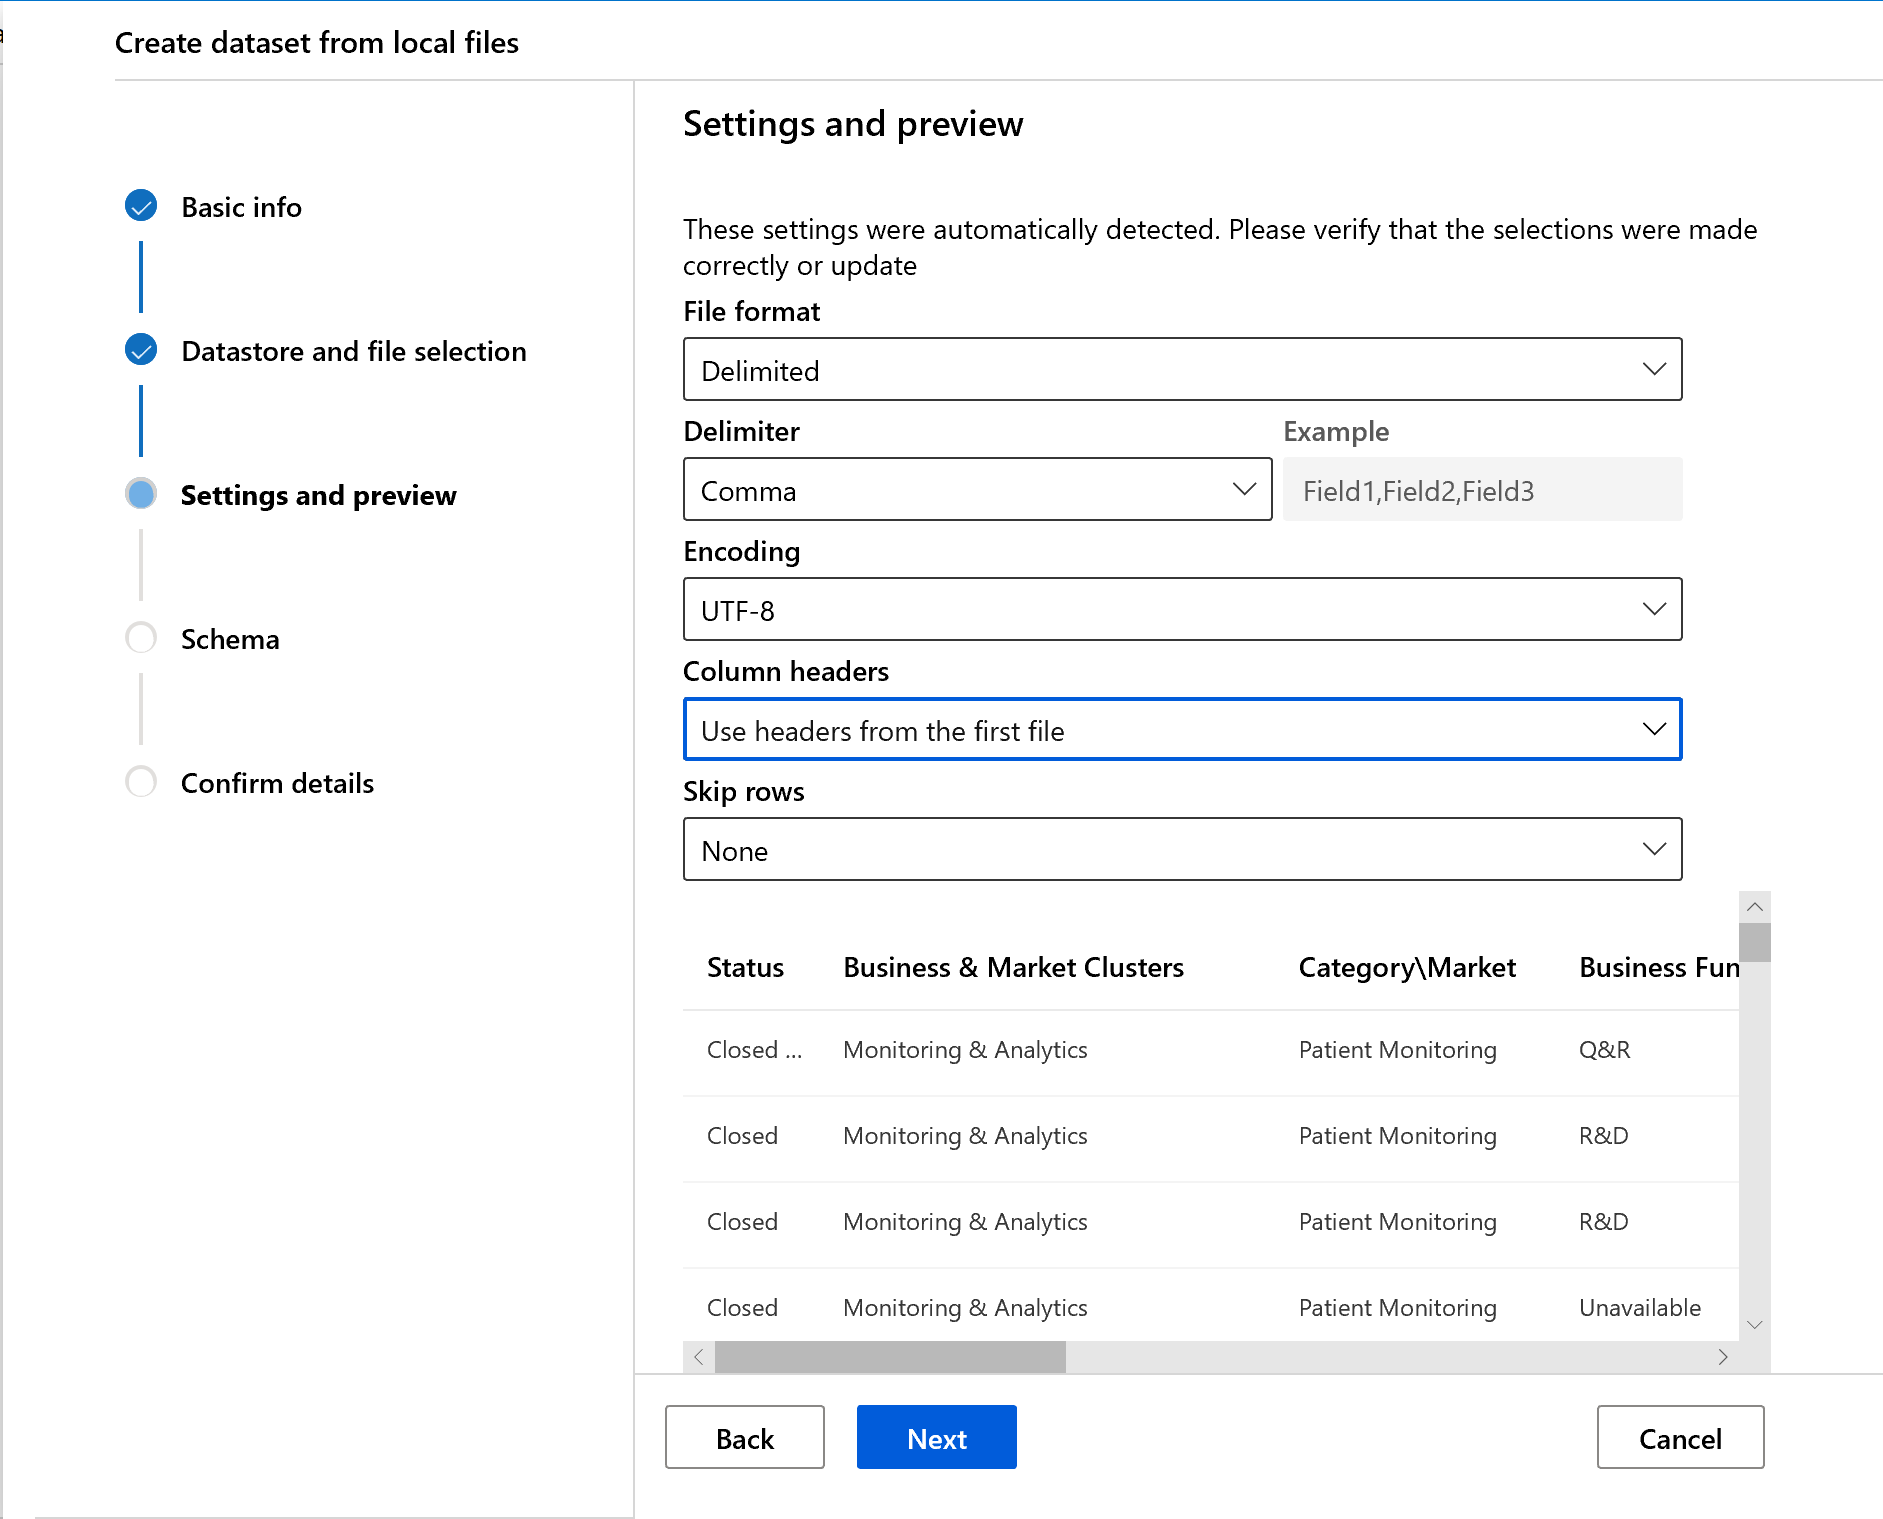 Create dataset from local files
Basic info
Datastore and file selection
Settings and preview
Schema
Confirm details
Settings and preview
These settings were automatically detected. Please verify that the selections were made
correctly or update
File format
Delimited
Delimiter
Example
Comma
Field1,Field2,Field3
Encoding
UTF-8
Column headers
Use headers from the first file
Skip rows
None
Status Business & Market Clusters Category\Market Business Fun
Closed ... Monitoring & Analytics Patient Monitoring Q&R
Closed Monitoring & Analytics Patient Monitoring R&D
Closed Monitoring & Analytics Patient Monitoring R&D
Closed Monitoring & Analytics Patient Monitoring Unavailable
Back Next Cancel